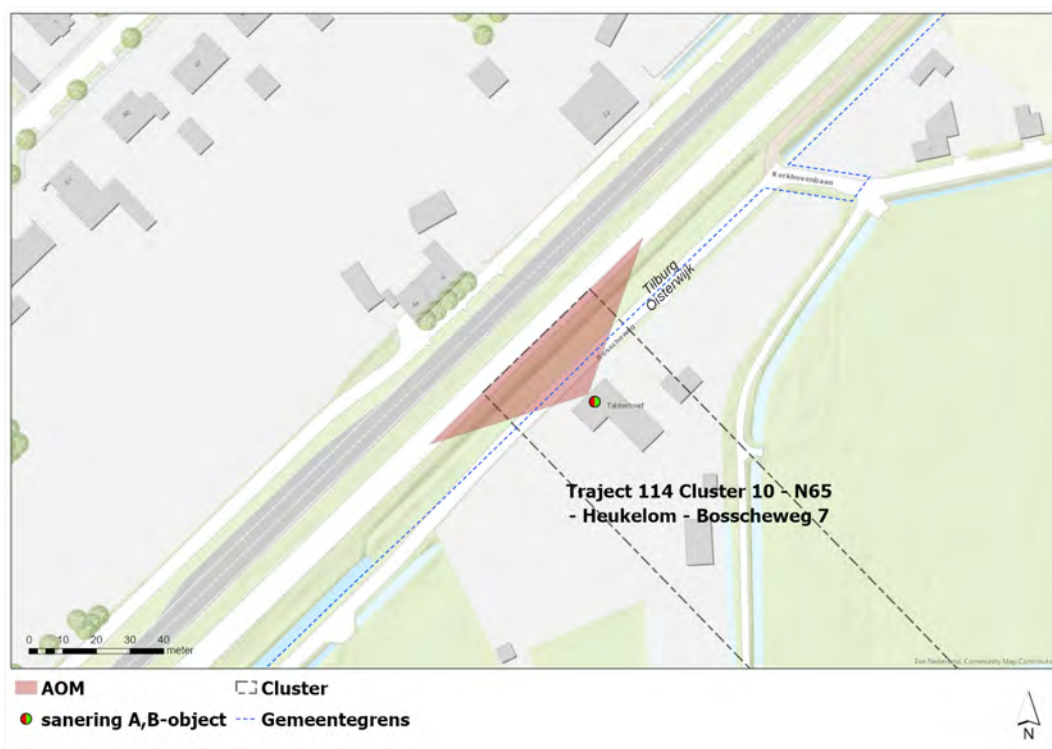 Kerkhovenbaan
Tilburg
Oisterwijk
Bosscheweg
Traject 114 Cluster 10 - N65
- Heukelom - Bosscheweg 7
0 10 20 30 40
meter
AOM
Cluster
sanering A,B-object
Gemeentegrens
N